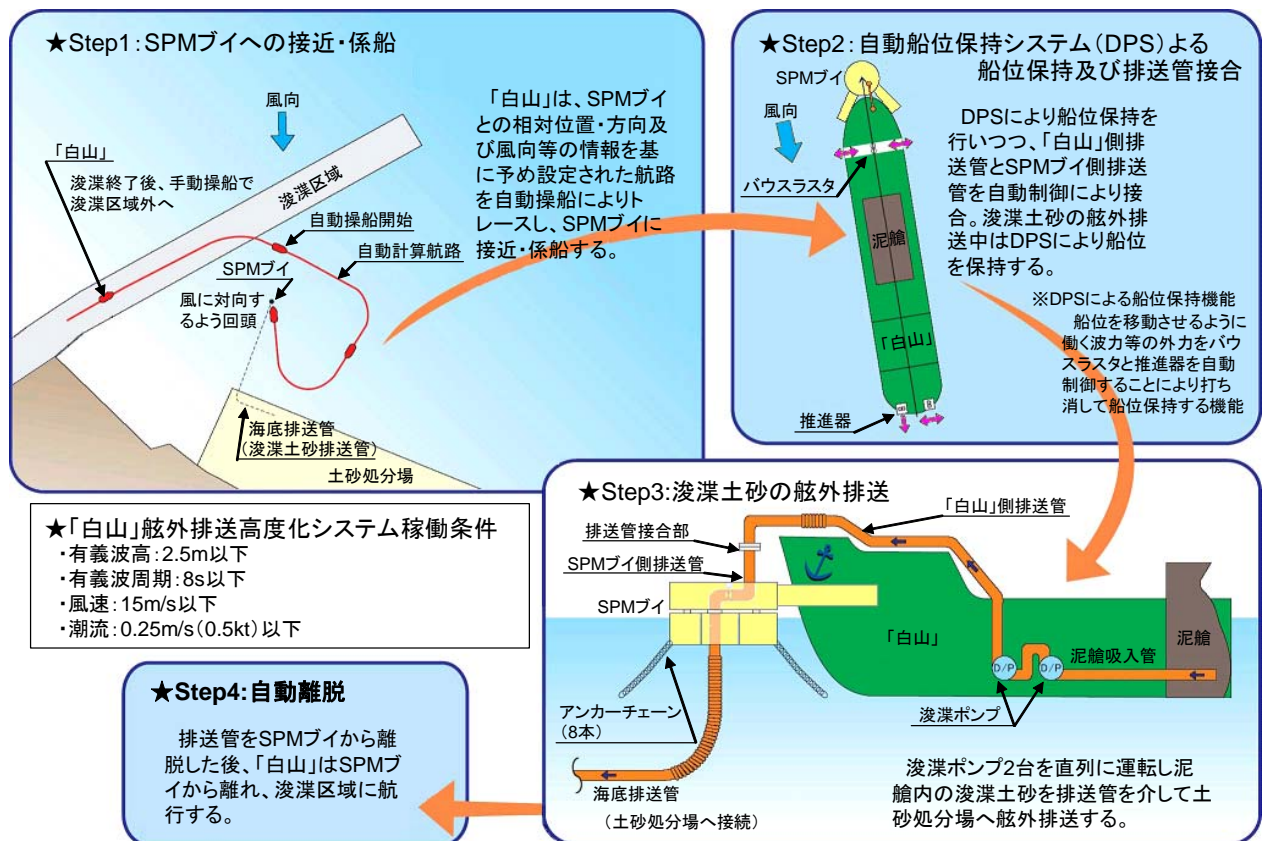 ★Step1:SPMブイへの接近・係船
風向
「白山」
浚渫終了後、手動操船で
浚渫区域外へ
浚渫区域
自動操船開始
自動計算航路
SPMブイ
風に対向す
るよう回頭
海底排送管
(浚渫土砂排送管)
土砂処分場
「白山」は、SPMブイ
との相対位置・方向及
び風向等の情報を基
に予め設定された航路
を自動操船によりト
レースし、SPMブイに
接近・係船する。
★Step2:自動船位保持システム(DPS)よる
船位保持及び排送管接合
SPMブイ
風向
バウスラスタ
泥艙
「白山」
推進器
DPSにより船位保持を
行いつつ、「白山」側排
送管とSPMブイ側排送
管を自動制御により接
合。浚渫土砂の舷外排
送中はDPSにより船位
を保持する。
※DPSによる船位保持機能
船位を移動させるように
働く波力等の外力をバウ
スラスタと推進器を自動
制御することにより打ち
消して船位保持する機能
★「白山」舷外排送高度化システム稼働条件
・有義波高:2.5m以下
・有義波周期:8s以下
・風速:15m/s以下
・潮流:0.25m/s(0.5kt)以下
★Step3:浚渫土砂の舷外排送
「白山」側排送管
排送管接合部
SPMブイ側排送管
SPMブイ
「白山」
泥艙
泥艙吸入管
D/P
D/P
浚渫ポンプ
アンカーチェーン
(8本)
海底排送管
(土砂処分場へ接続)
浚渫ポンプ2台を直列に運転し泥
艙内の浚渫土砂を排送管を介して土
砂処分場へ舷外排送する。
★Step4:自動離脱
排送管をSPMブイから離
脱した後、「白山」はSPMブ
イから離れ、浚渫区域に航
行する。